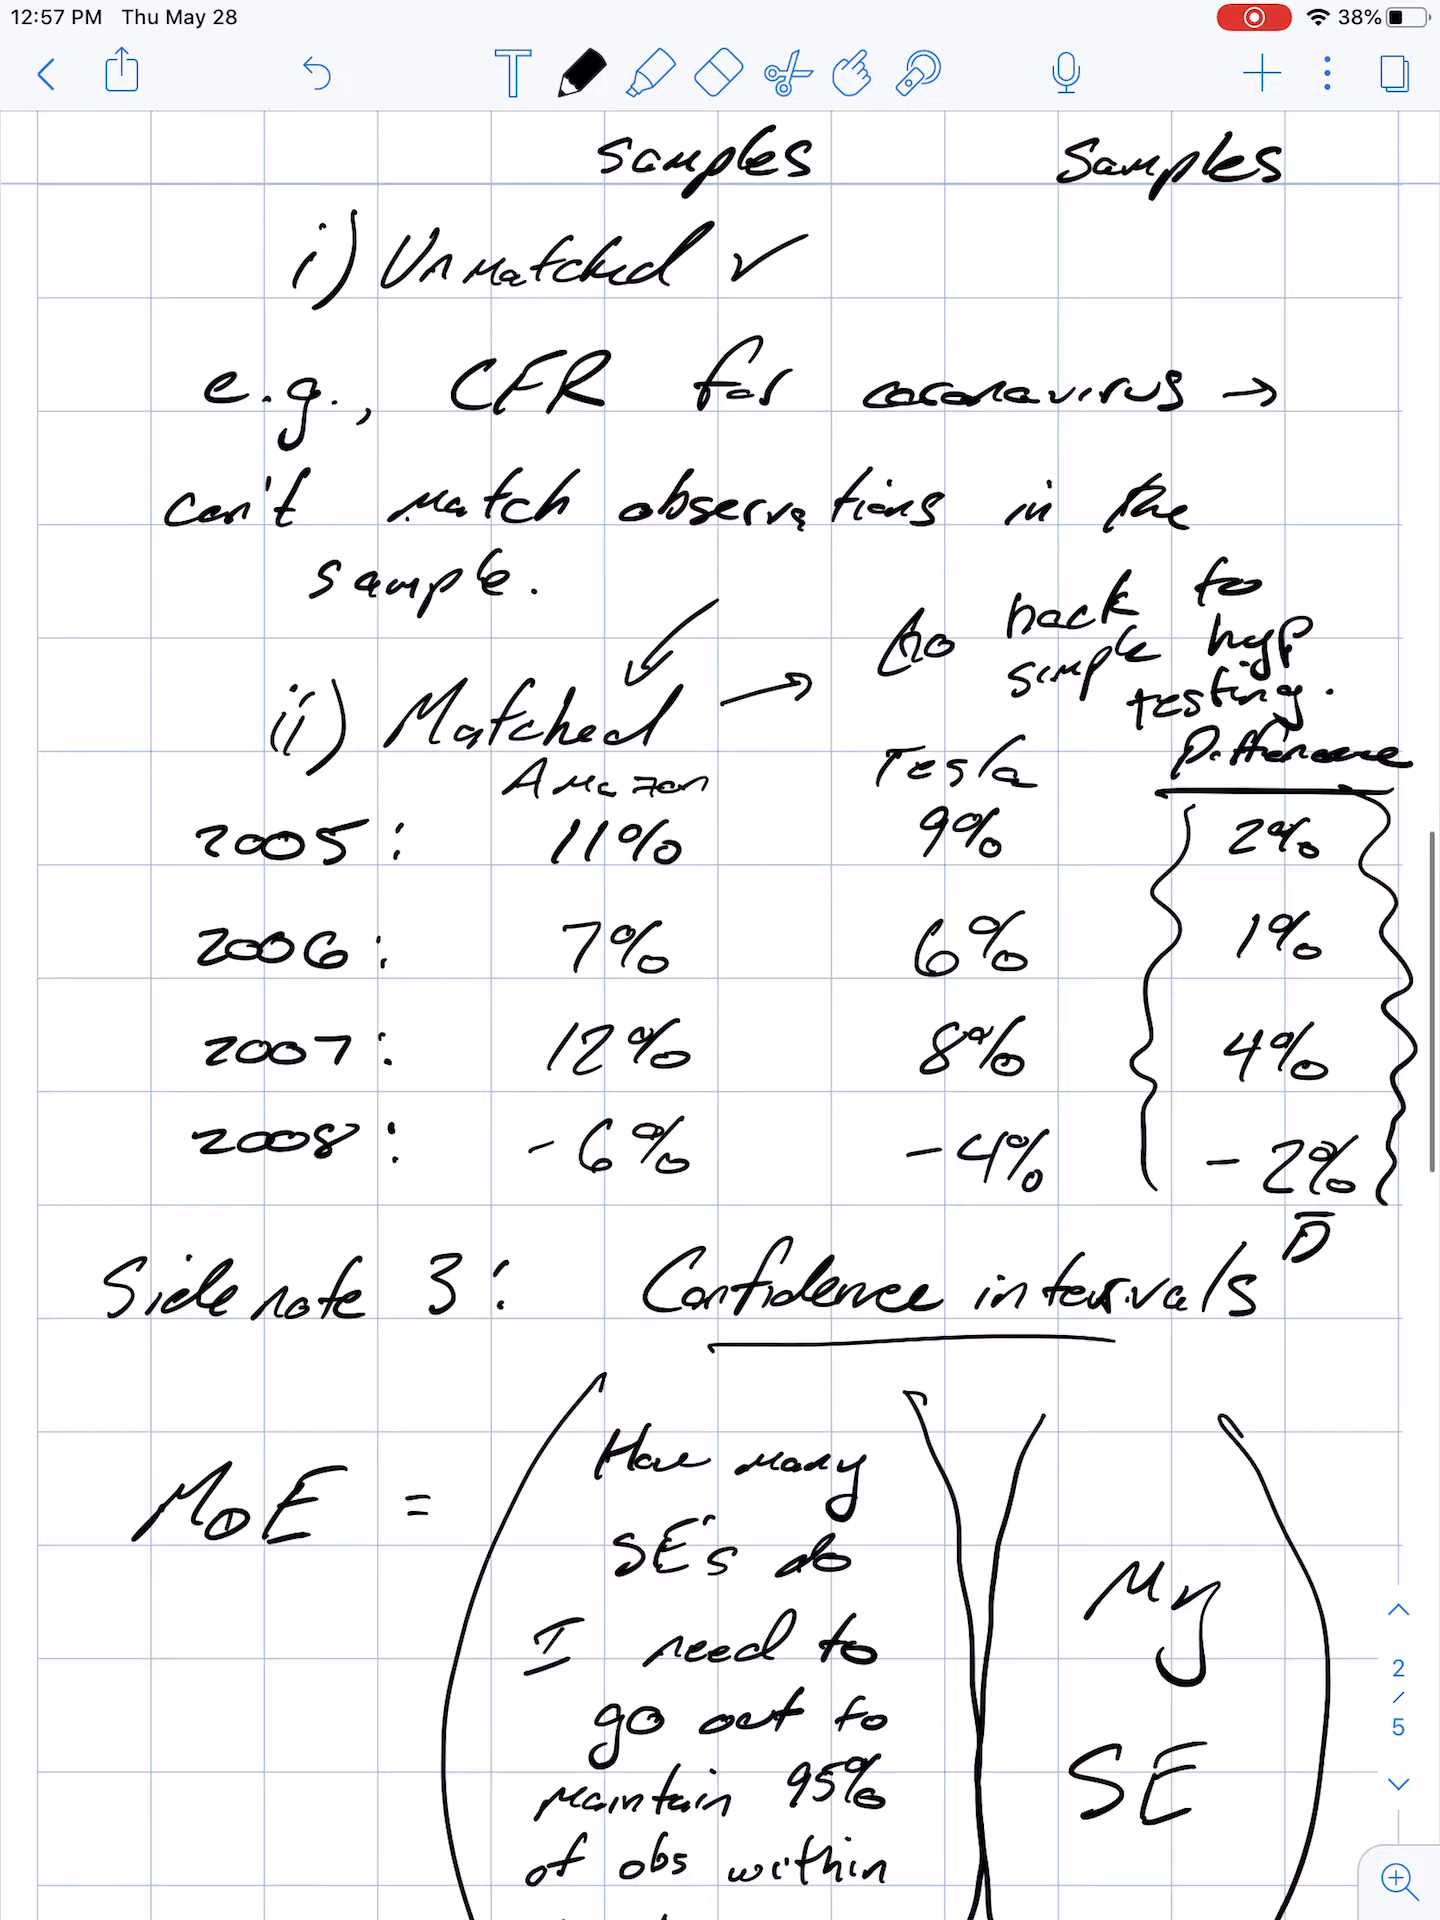 12:57 PM Thu May 28
38%
samples samples
i) Unmatched ✓
e.g., CFR for coronavirus →
can't match observations in the
sample.
Go back to
simple hyp
testing.
ii) Matched →
Amazon Tesla Difference
2005: 11% 9% 2%
2006: 7% 6% 1%
2007: 12% 8% 4%
2008: -6% -4% -2%
D̅
Side note 3: Confidence intervals
MOE = (How many
SE's do
I need to
go out to
maintain 95%
of obs within
My
SE
2
/
5